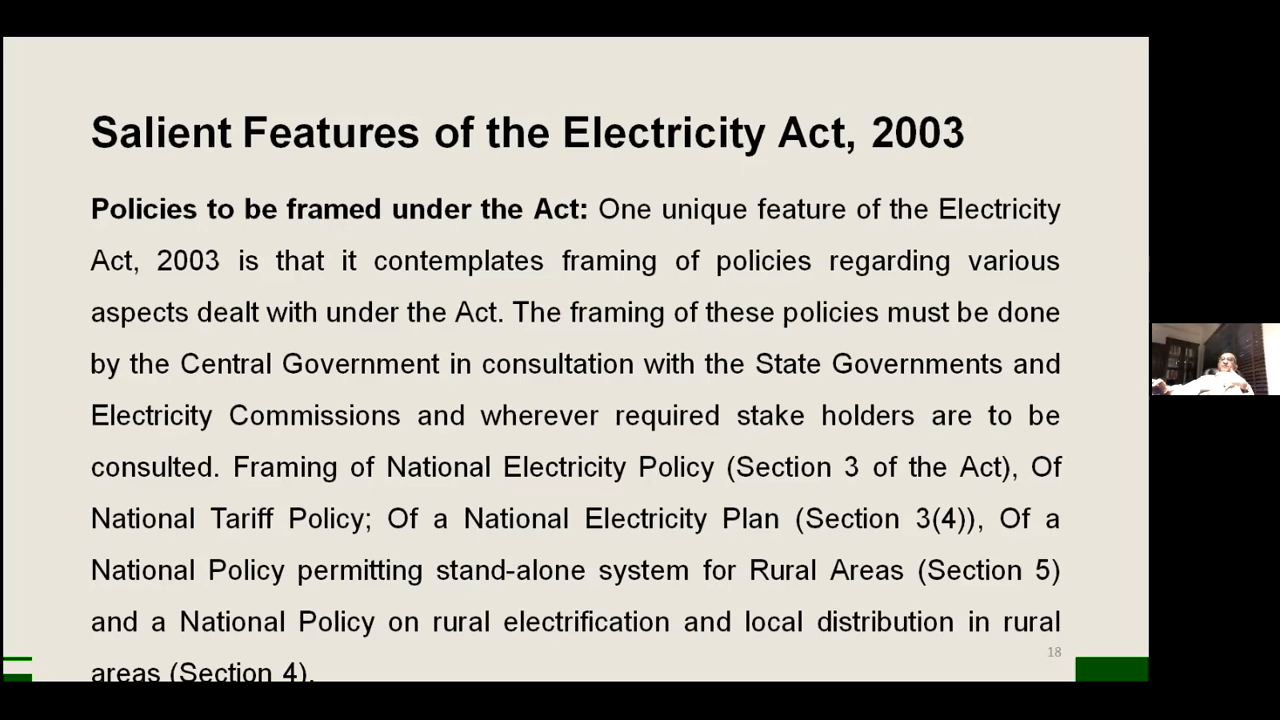 Salient Features of the Electricity Act, 2003
Policies to be framed under the Act: One unique feature of the Electricity
Act, 2003 is that it contemplates framing of policies regarding various
aspects dealt with under the Act. The framing of these policies must be done
by the Central Government in consultation with the State Governments and
Electricity Commissions and wherever required stake holders are to be
consulted. Framing of National Electricity Policy (Section 3 of the Act), Of
National Tariff Policy; Of a National Electricity Plan (Section 3(4)), Of a
National Policy permitting stand-alone system for Rural Areas (Section 5)
and a National Policy on rural electrification and local distribution in rural
areas (Section 4).
18